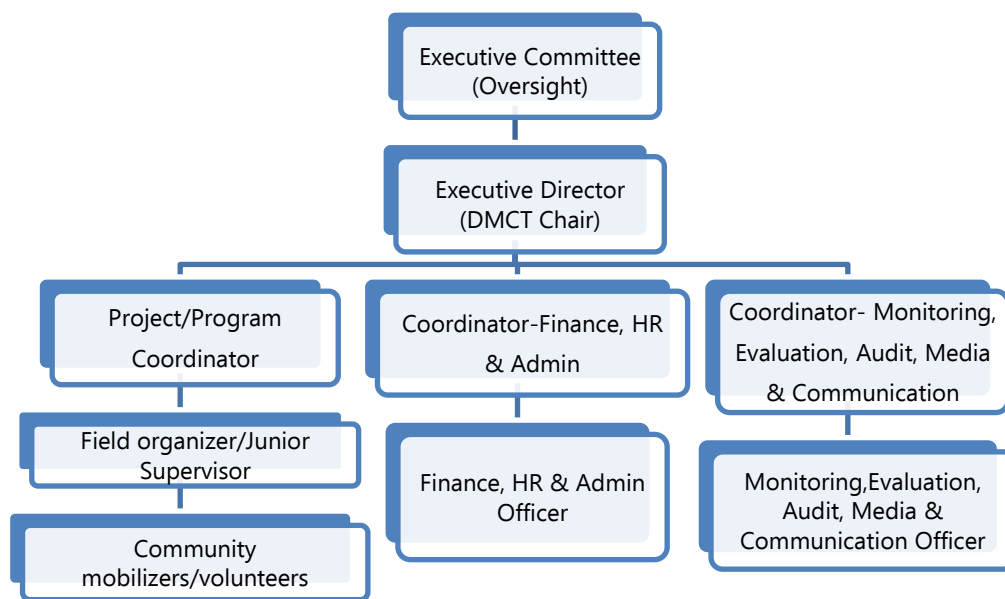 Executive Committee
(Oversight)
Executive Director
(DMCT Chair)
Project/Program
Coordinator
Coordinator-Finance, HR
& Admin
Coordinator- Monitoring,
Evaluation, Audit, Media
& Communication
Field organizer/Junior
Supervisor
Finance, HR & Admin
Officer
Monitoring,Evaluation,
Audit, Media &
Communication Officer
Community
mobilizers/volunteers